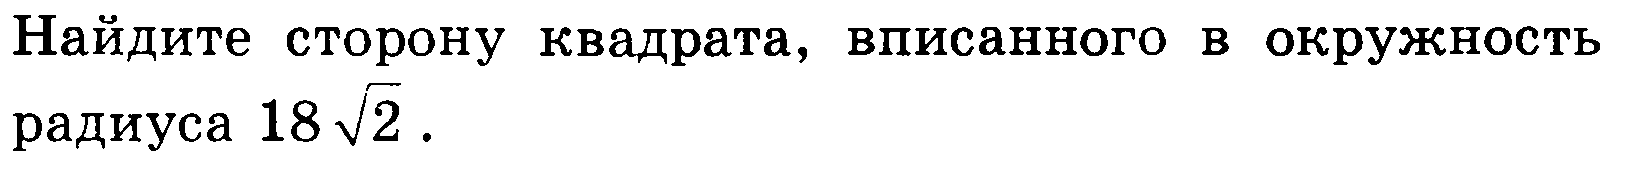 Найдите сторону квадрата, вписанного в окружность
радиуса 18√2 .